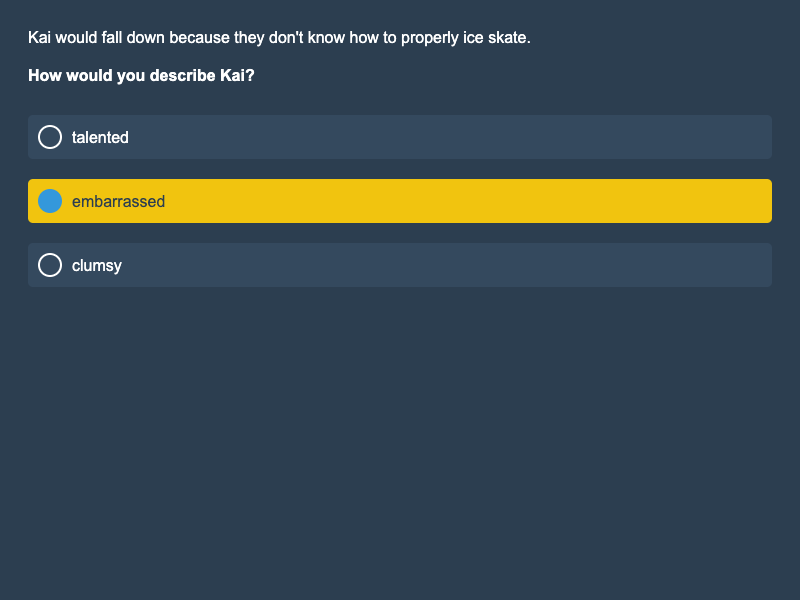 Kai would fall down because they don't know how to properly ice skate.
How would you describe Kai?
talented
embarrassed
clumsy